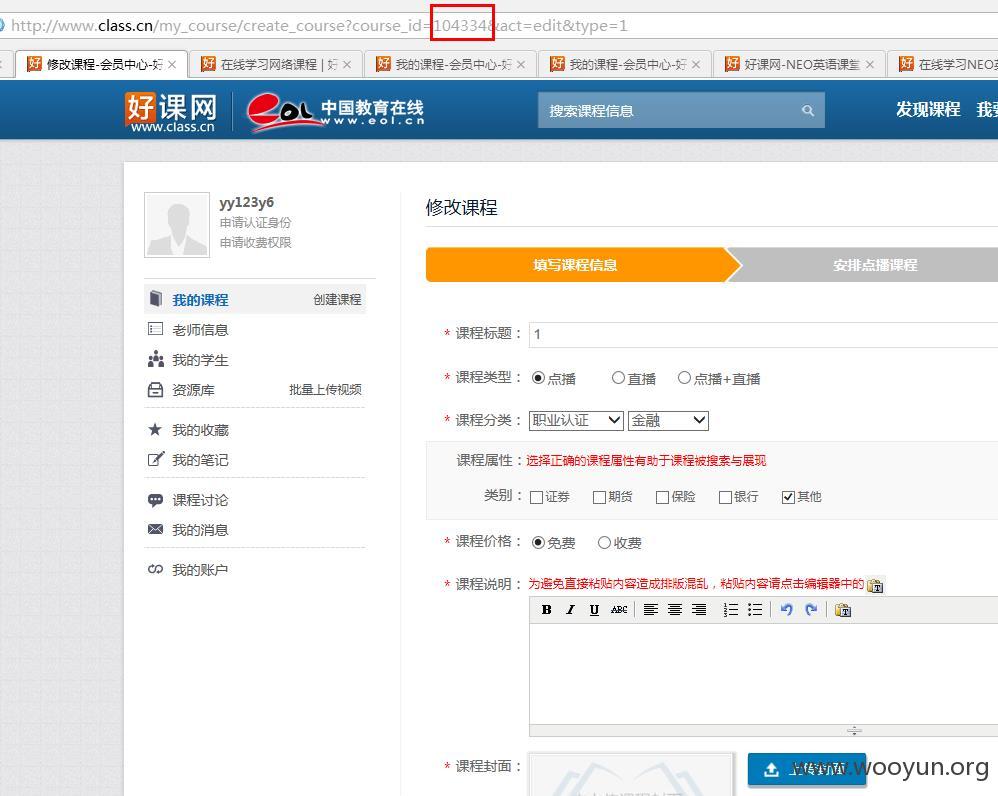 http://www.class.cn/my_course/create_course?course_id=104334&act=edit&type=1
好 修改课程-会员中心-好 ×
好 在线学习网络课程 | 好 ×
好 我的课程-会员中心-好 ×
好 我的课程-会员中心-好 ×
好 好课网-NEO英语课堂 ×
好 在线学习NEO英
好课网
www.class.cn
eol 中国教育在线
www.eol.cn
搜索课程信息
发现课程 我要
yy123y6
申请认证身份
申请收费权限
我的课程 创建课程
老师信息
我的学生
资源库 批量上传视频
我的收藏
我的笔记
课程讨论
我的消息
我的账户
修改课程
填写课程信息 安排点播课程
* 课程标题: 1
* 课程类型: 点播 直播 点播+直播
* 课程分类: 职业认证 金融
课程属性: 选择正确的课程属性有助于课程被搜索与展现
类别: 证券 期货 保险 银行 其他
* 课程价格: 免费 收费
* 课程说明: 为避免直接粘贴内容造成排版混乱,粘贴内容请点击编辑器中的
B I U ABC
* 课程封面: 上传封面
www.wooyun.org